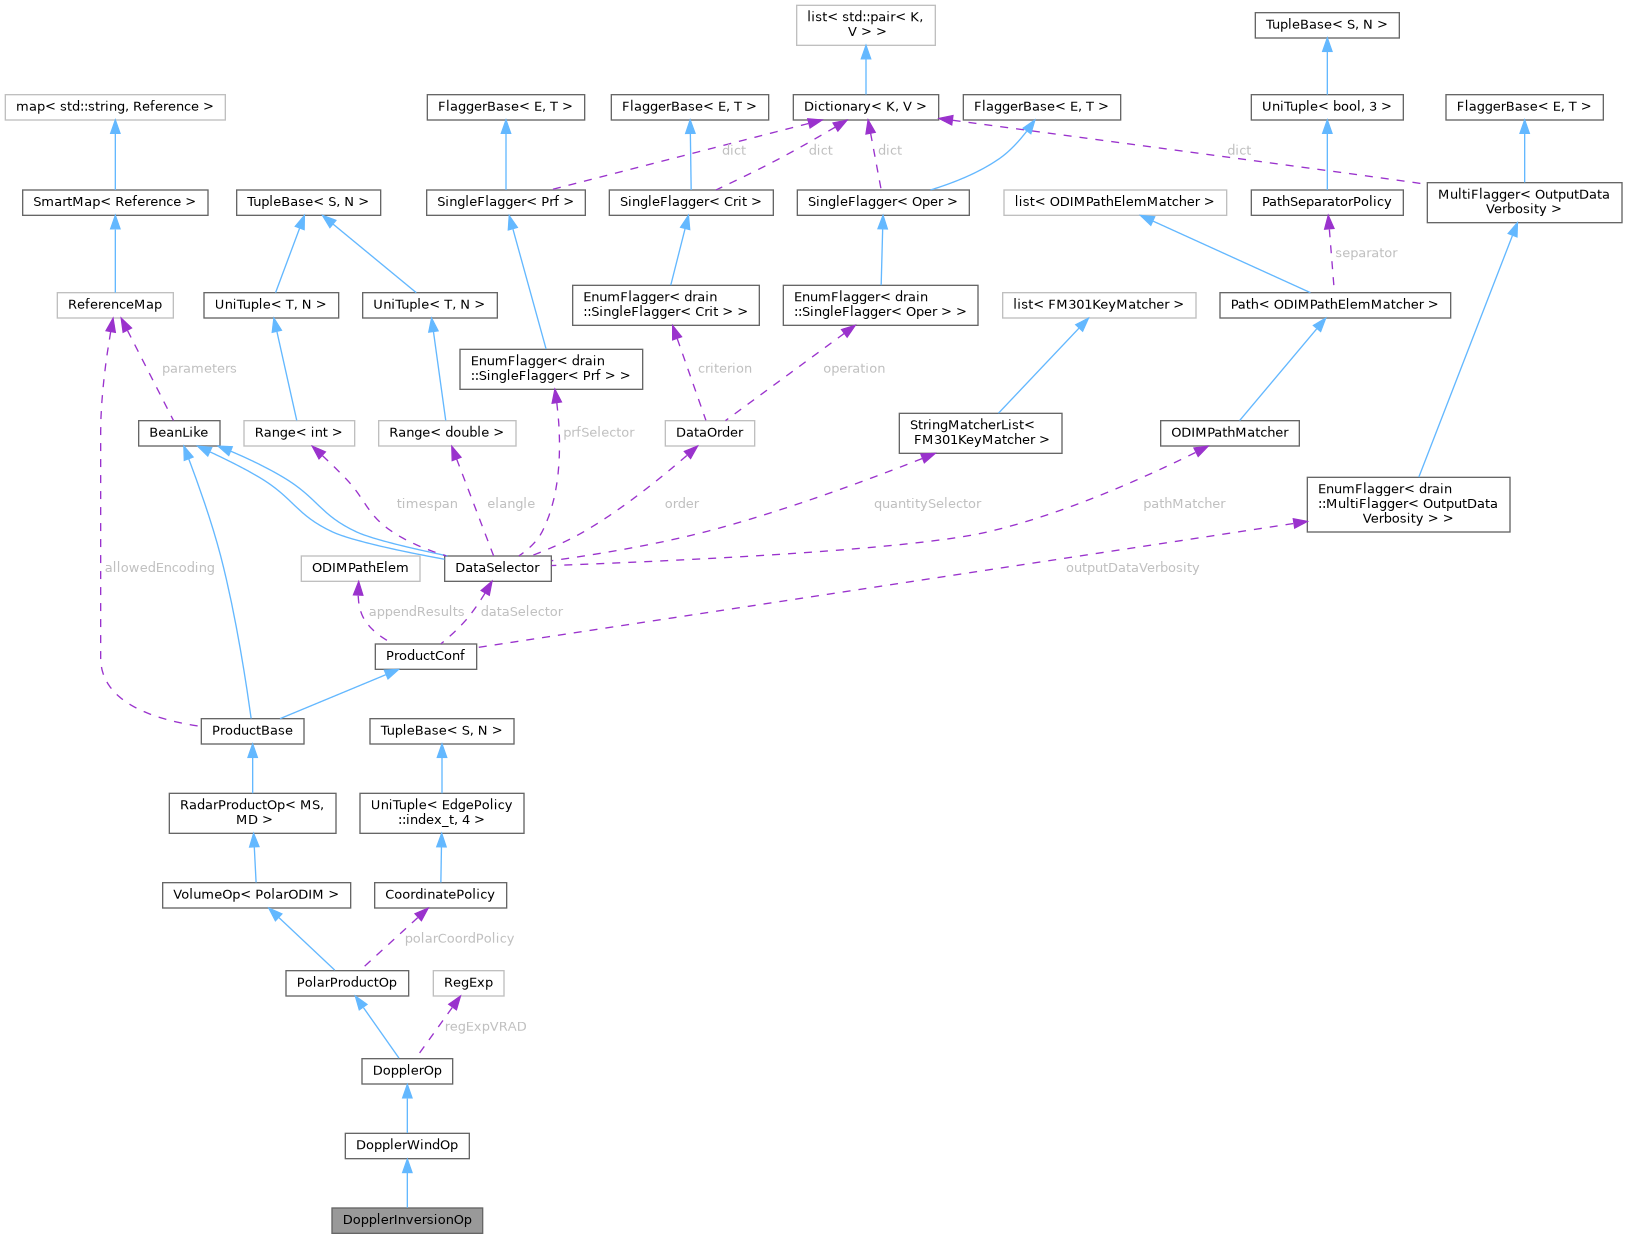 list< std::pair< K,
V > >
TupleBase< S, N >
map< std::string, Reference >
FlaggerBase< E, T >
FlaggerBase< E, T >
Dictionary< K, V >
FlaggerBase< E, T >
UniTuple< bool, 3 >
FlaggerBase< E, T >
dict
dict
dict
dict
SmartMap< Reference >
TupleBase< S, N >
SingleFlagger< Prf >
SingleFlagger< Crit >
SingleFlagger< Oper >
list< ODIMPathElemMatcher >
PathSeparatorPolicy
MultiFlagger< OutputData
Verbosity >
separator
ReferenceMap
UniTuple< T, N >
UniTuple< T, N >
EnumFlagger< drain
::SingleFlagger< Crit > >
EnumFlagger< drain
::SingleFlagger< Oper > >
list< FM301KeyMatcher >
Path< ODIMPathElemMatcher >
parameters
EnumFlagger< drain
::SingleFlagger< Prf > >
criterion
operation
BeanLike
Range< int >
Range< double >
prfSelector
DataOrder
StringMatcherList<
FM301KeyMatcher >
ODIMPathMatcher
timespan
elangle
order
quantitySelector
pathMatcher
EnumFlagger< drain
::MultiFlagger< OutputData
Verbosity > >
allowedEncoding
ODIMPathElem
DataSelector
outputDataVerbosity
appendResults
dataSelector
ProductConf
ProductBase
TupleBase< S, N >
RadarProductOp< MS,
MD >
UniTuple< EdgePolicy
::index_t, 4 >
VolumeOp< PolarODIM >
CoordinatePolicy
polarCoordPolicy
PolarProductOp
RegExp
regExpVRAD
DopplerOp
DopplerWindOp
DopplerInversionOp